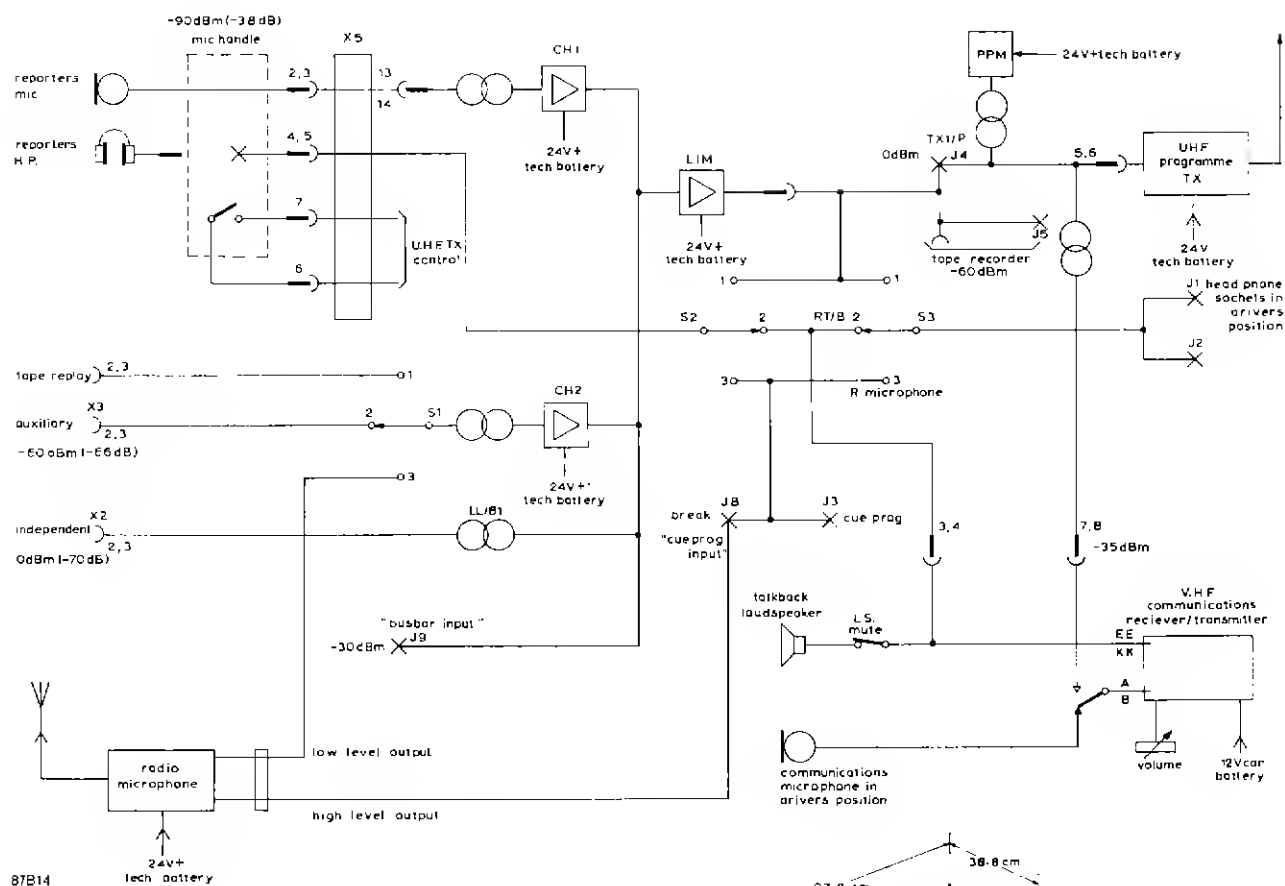 -90dBm(-38dB)
mic handle
X5
CH1
reporters
mic
2,3
13
14
24V+
tech battery
reporters
H.P.
4,5
7
6
U.H.F.TX
control
PPM
24V+tech battery
LIM
24V+
tech battery
TX1/P
0dBm
J4
J5
tape recorder
-60dBm
5,6
UHF
programme
TX
24V
tech battery
1
1
S2
2
RT/B
2
S3
J1
head phone
sockets in
drivers
position
J2
3
3
R microphone
tape replay
2,3
1
X3
auxiliary
2,3
-60dBm(-66dB)
2
S1
CH2
24V+
tech battery
3
X2
independent
2,3
0dBm(-70dB)
LL/81
"busbar input"
J9
-30dBm
break
J8
"cueprog
input"
J3
cue prog
3,4
7,8
-35dBm
talkback
loudspeaker
L.S.
mute
V.H.F
communications
reciever/transmitter
EE
KK
A
B
volume
12Vcar
battery
communications
microphone in
drivers position
radio
microphone
low level output
high level output
24V+
tech battery
87B14
38·8cm